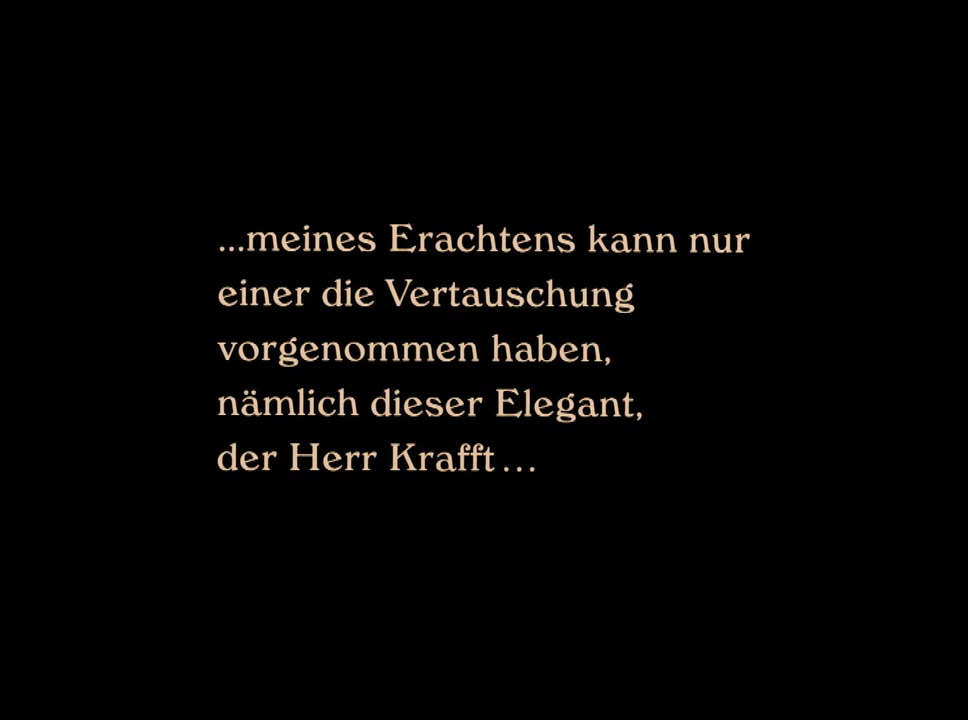 ...meines Erachtens kann nur
einer die Vertauschung
vorgenommen haben,
nämlich dieser Elegant,
der Herr Krafft...